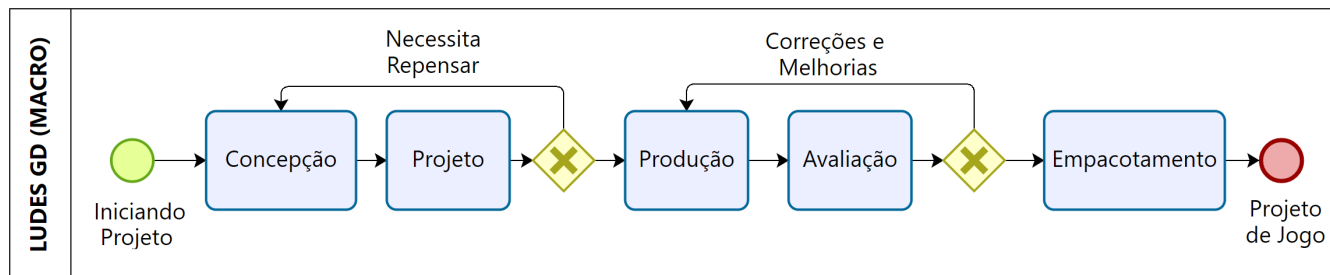 LUDES GD (MACRO)
Necessita
Repensar
Correções e
Melhorias
Concepção
Projeto
Produção
Avaliação
Empacotamento
Iniciando
Projeto
Projeto
de Jogo